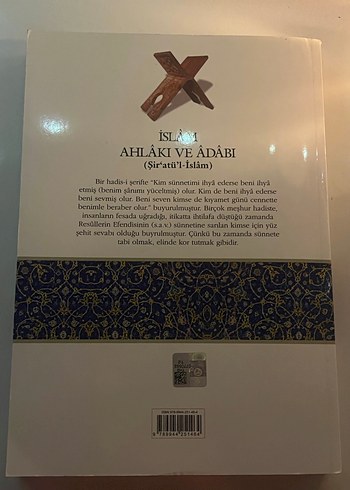 İSLÂM
AHLÂKI VE ÂDÂBI
(Şir‘atü’l-İslâm)
Bir hadis-i şerifte "Kim sünnetimi ihyâ ederse beni ihyâ
etmiş (benim şânımı yüceltmiş) olur. Kim de beni ihyâ ederse
beni sevmiş olur. Beni seven kimse de kıyamet günü cennette
benimle beraber olur." buyurulmuştur. Birçok meşhur hadiste,
insanların fesada uğradığı, itikatta ihtilafa düştüğü zamanda
Resüllerin Efendisinin (s.a.v.) sünnetine sarılan kimse için yüz
şehit sevabı olduğu buyrulmuştur. Çünkü bu zamanda sünnete
tabi olmak, elinde kor tutmak gibidir.